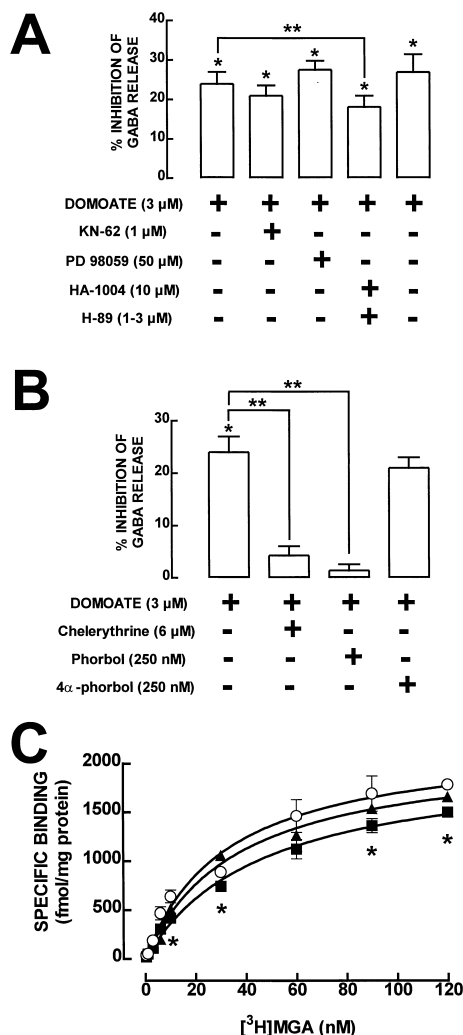 A
% INHIBITION OF
GABA RELEASE
40
30
20
10
0
*
*
*
*
*
**
DOMOATE (3 µM) + + + + +
KN-62 (1 µM) - + - - -
PD 98059 (50 µM) - - + - -
HA-1004 (10 µM) - - - + -
H-89 (1-3 µM) - - - + -
B
% INHIBITION OF
GABA RELEASE
30
20
10
0
*
**
**
DOMOATE (3 µM) + + + +
Chelerythrine (6 µM) - + - -
Phorbol (250 nM) - - + -
4α-phorbol (250 nM) - - - +
C
SPECIFIC BINDING
(fmol/mg protein)
2000
1500
1000
500
0
*
*
*
*
0 20 40 60 80 100 120
[³H]MGA (nM)